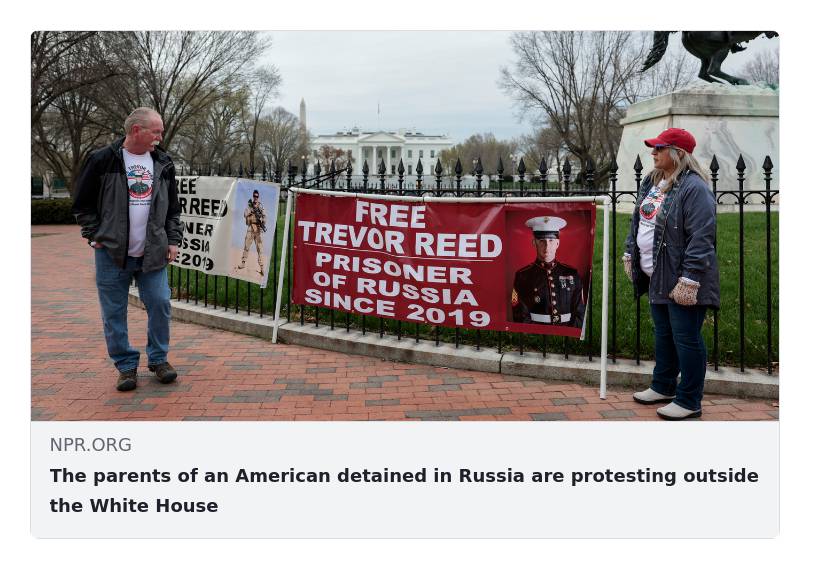 EE
R REED
NER
SSIA
E 2019
FREE
TREVOR REED
PRISONER
OF RUSSIA
SINCE 2019
NPR.ORG
The parents of an American detained in Russia are protesting outside
the White House